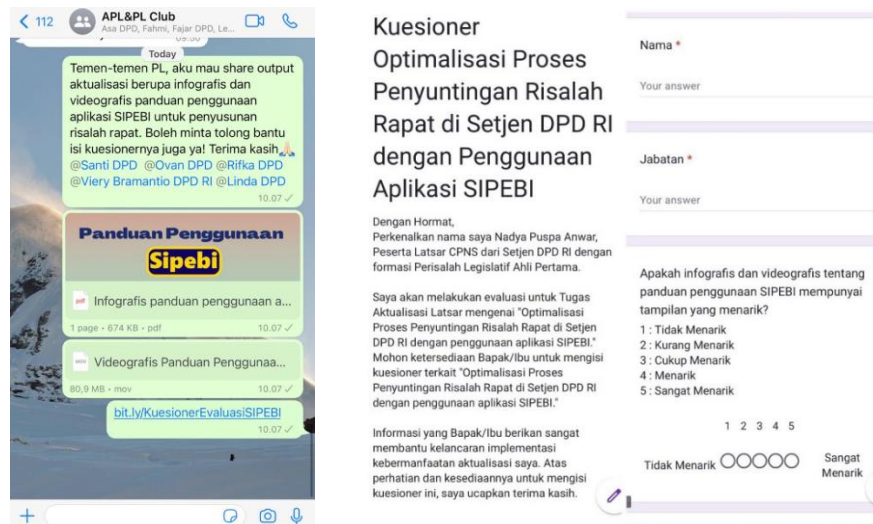 112
APL&PL Club
Asa DPD, Fahmi, Fajar DPD, Le...
09.50
Today
Temen-temen PL, aku mau share output
aktualisasi berupa infografis dan
videografis panduan penggunaan
aplikasi SIPEBI untuk penyusunan
risalah rapat. Boleh minta tolong bantu
isi kuesionernya juga ya! Terima kasih🙏🏻
@Santi DPD @Ovan DPD @Rifka DPD
@Viery Bramantio DPD RI @Linda DPD
10.07
Panduan Penggunaan
Sipebi
pdf
Infografis panduan penggunaan a...
1 page • 674 KB • pdf
10.07
mov
Videografis Panduan Penggunaa...
80,9 MB • mov
10.07
bit.ly/KuesionerEvaluasiSIPEBI
10.07
Kuesioner
Optimalisasi Proses
Penyuntingan Risalah
Rapat di Setjen DPD RI
dengan Penggunaan
Aplikasi SIPEBI
Dengan Hormat,
Perkenalkan nama saya Nadya Puspa Anwar,
Peserta Latsar CPNS dari Setjen DPD RI dengan
formasi Perisalah Legislatif Ahli Pertama.
Saya akan melakukan evaluasi untuk Tugas
Aktualisasi Latsar mengenai "Optimalisasi
Proses Penyuntingan Risalah Rapat di Setjen
DPD RI dengan penggunaan aplikasi SIPEBI."
Mohon ketersediaan Bapak/Ibu untuk mengisi
kuesioner terkait "Optimalisasi Proses
Penyuntingan Risalah Rapat di Setjen DPD RI
dengan penggunaan aplikasi SIPEBI."
Informasi yang Bapak/Ibu berikan sangat
membantu kelancaran implementasi
kebermanfaatan aktualisasi saya. Atas
perhatian dan kesediaannya untuk mengisi
kuesioner ini, saya ucapkan terima kasih.
Nama *
Your answer
Jabatan *
Your answer
Apakah infografis dan videografis tentang
panduan penggunaan SIPEBI mempunyai
tampilan yang menarik?
1 : Tidak Menarik
2 : Kurang Menarik
3 : Cukup Menarik
4 : Menarik
5 : Sangat Menarik
1 2 3 4 5
Tidak Menarik
Sangat
Menarik